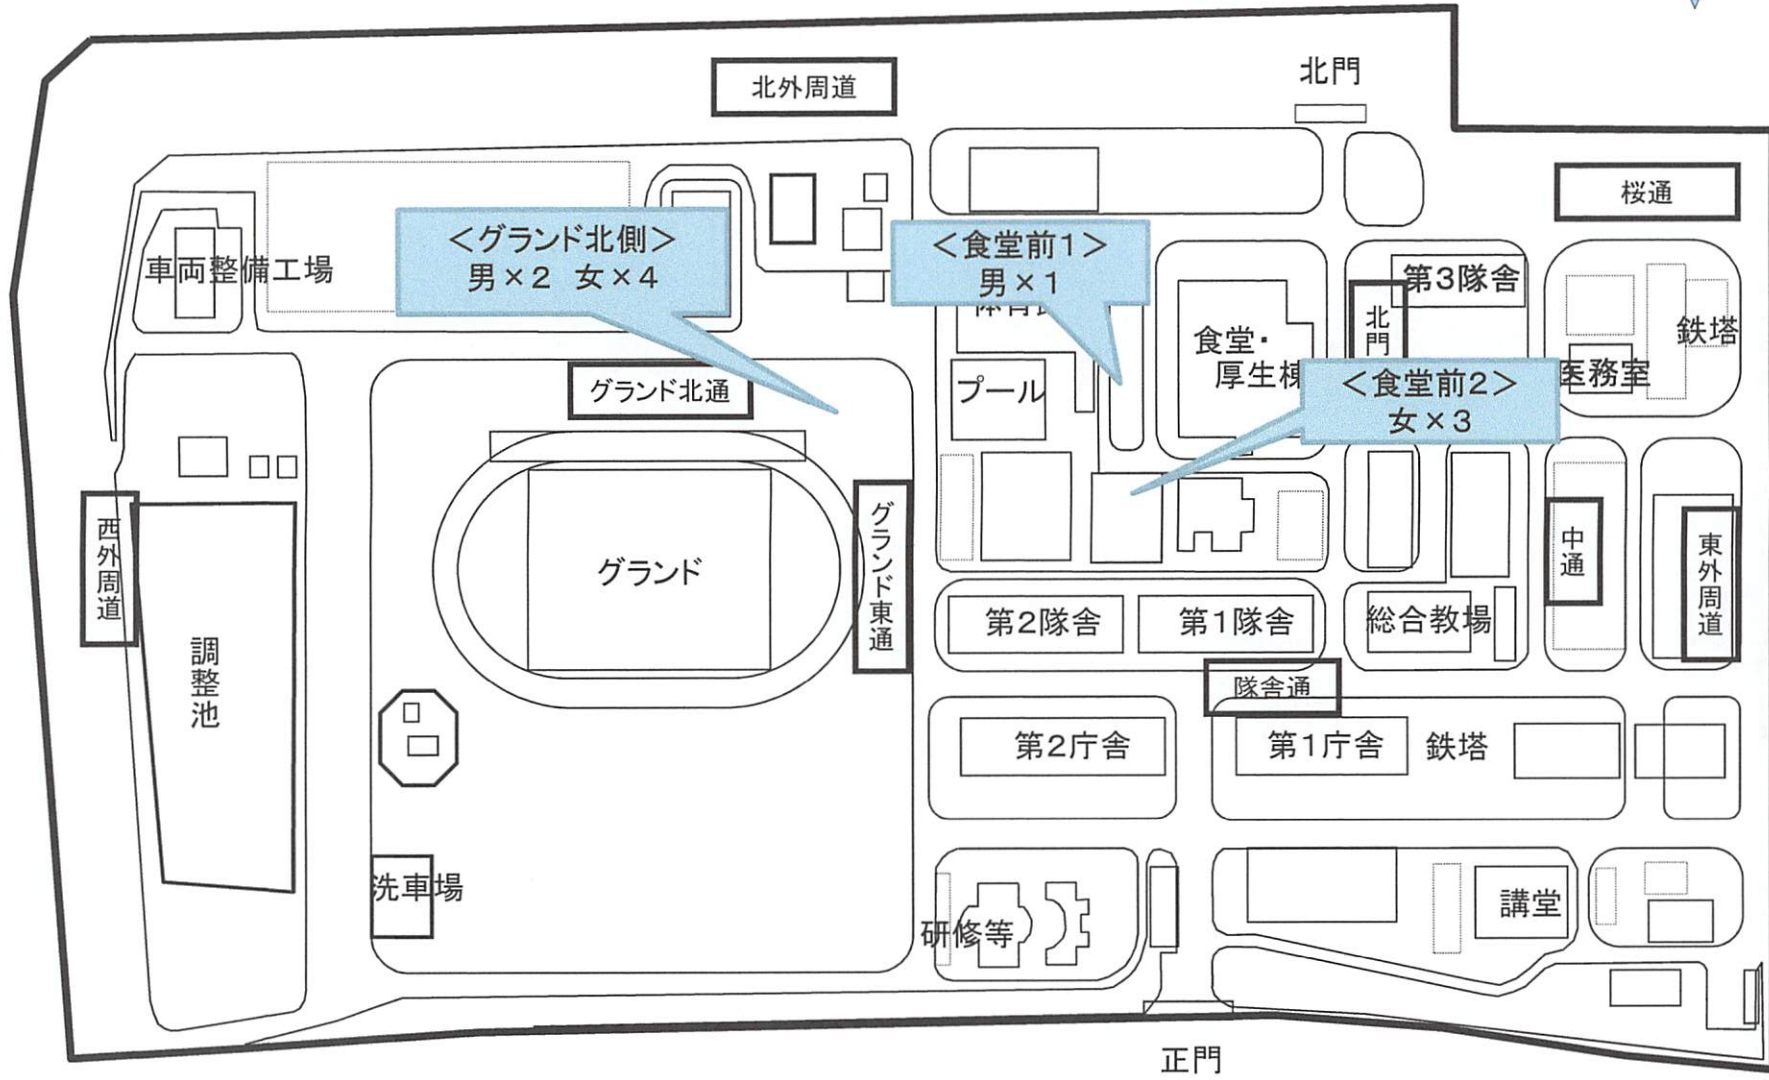 北外周道
北門
桜通
車両整備工場
＜グランド北側＞
男×2 女×4
＜食堂前1＞
男×1
第3隊舎
北門
鉄塔
食堂・
厚生棟
グランド北通
プール
＜食堂前2＞
女×3
医務室
西外周道
グランド
グランド東通
中通
東外周道
調整池
第2隊舎
第1隊舎
総合教場
隊舎通
第2庁舎
第1庁舎
鉄塔
洗車場
研修等
講堂
正門